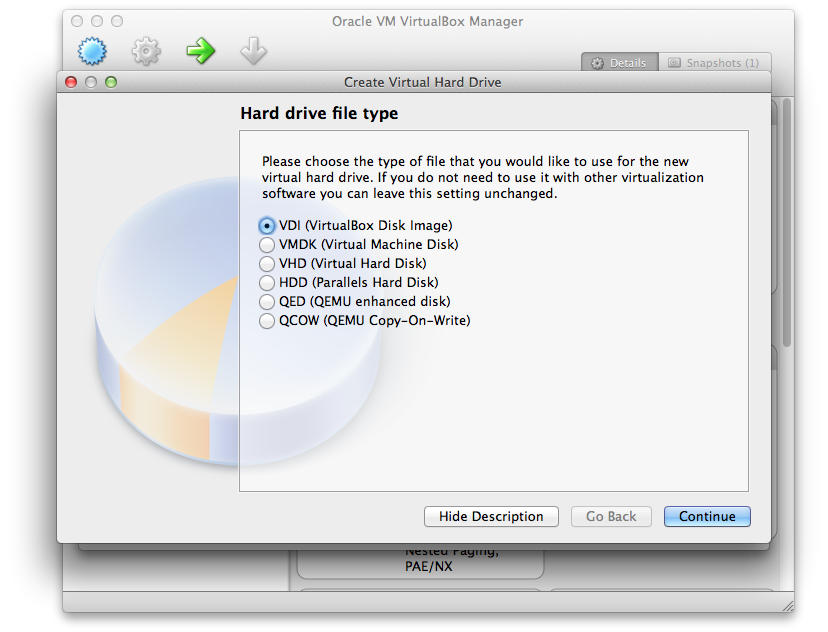 Oracle VM VirtualBox Manager
Details
Snapshots (1)
Create Virtual Hard Drive
Hard drive file type
Please choose the type of file that you would like to use for the new
virtual hard drive. If you do not need to use it with other virtualization
software you can leave this setting unchanged.
VDI (VirtualBox Disk Image)
VMDK (Virtual Machine Disk)
VHD (Virtual Hard Disk)
HDD (Parallels Hard Disk)
QED (QEMU enhanced disk)
QCOW (QEMU Copy-On-Write)
Hide Description
Go Back
Continue
Nested Paging,
PAE/NX